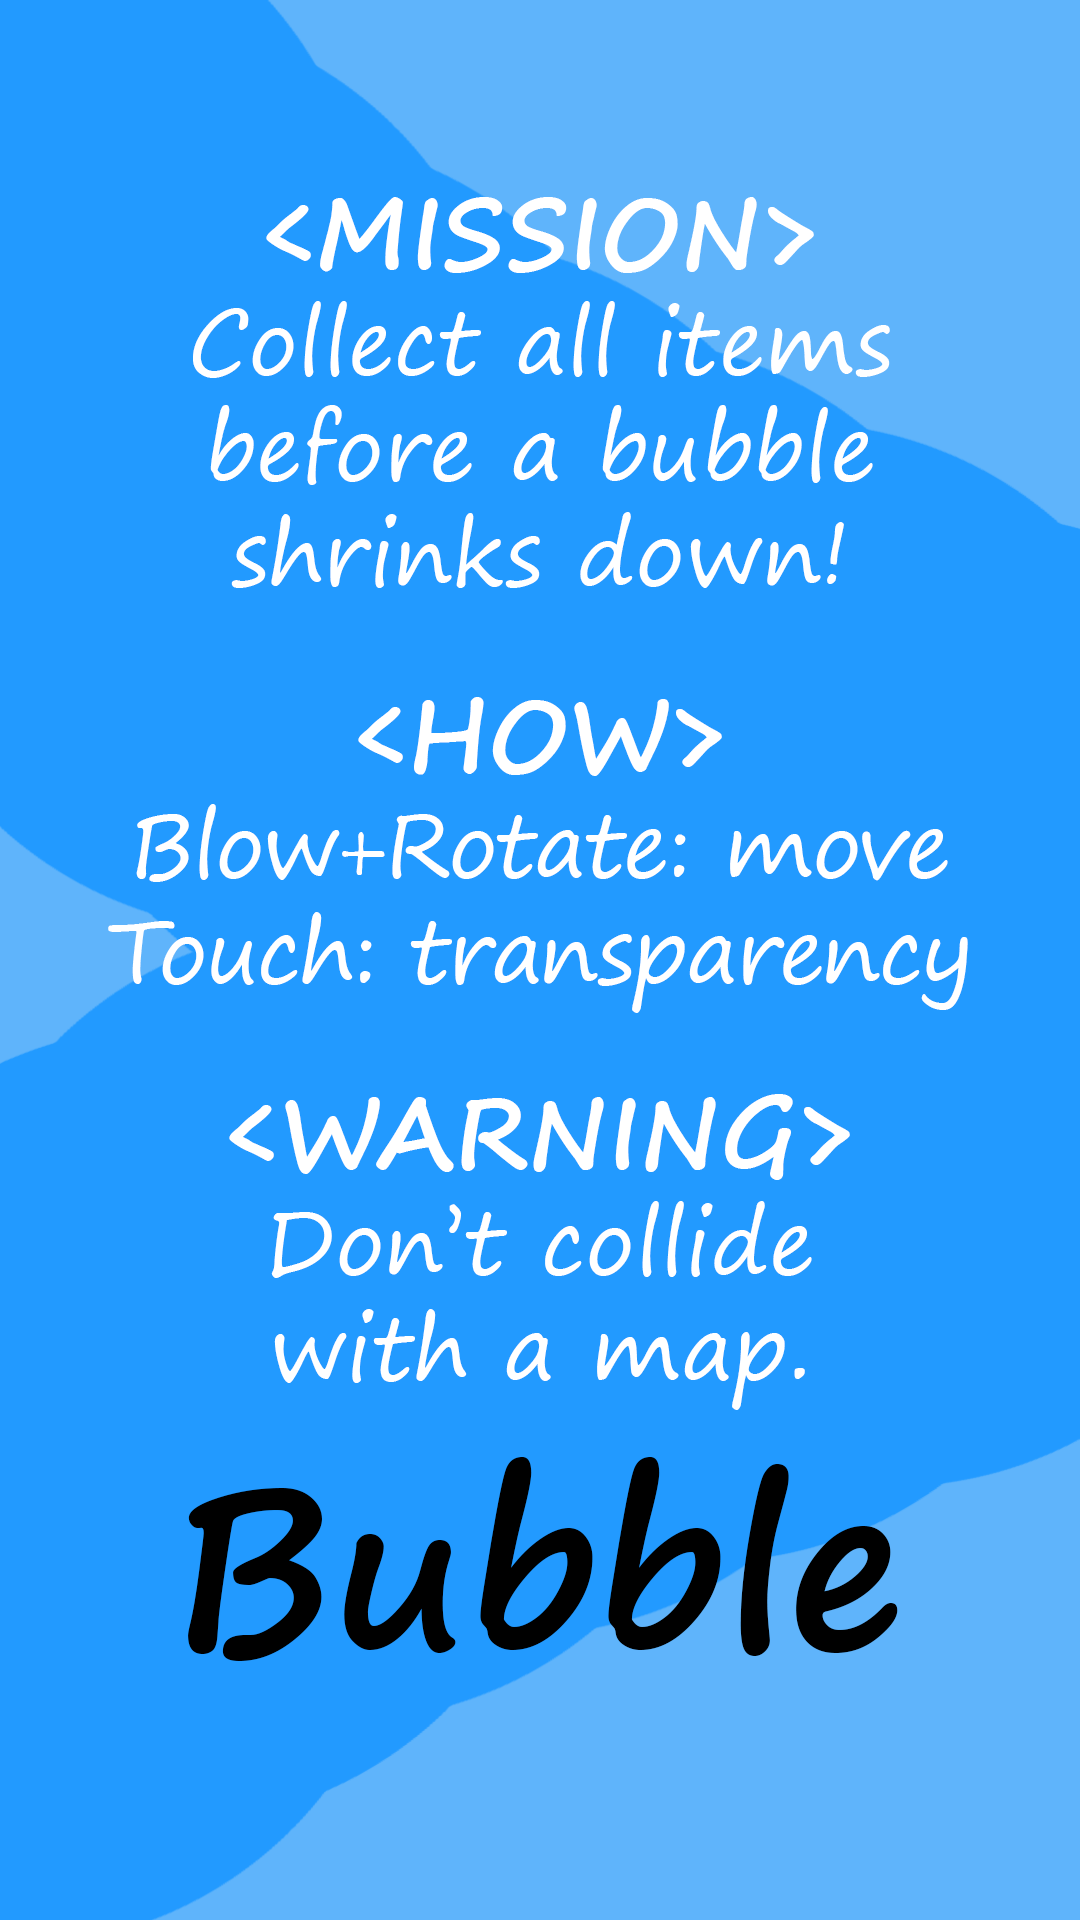 <MISSION>
Collect all items
before a bubble
shrinks down!
<HOW>
Blow+Rotate: move
Touch: transparency
<WARNING>
Don’t collide
with a map.
Bubble